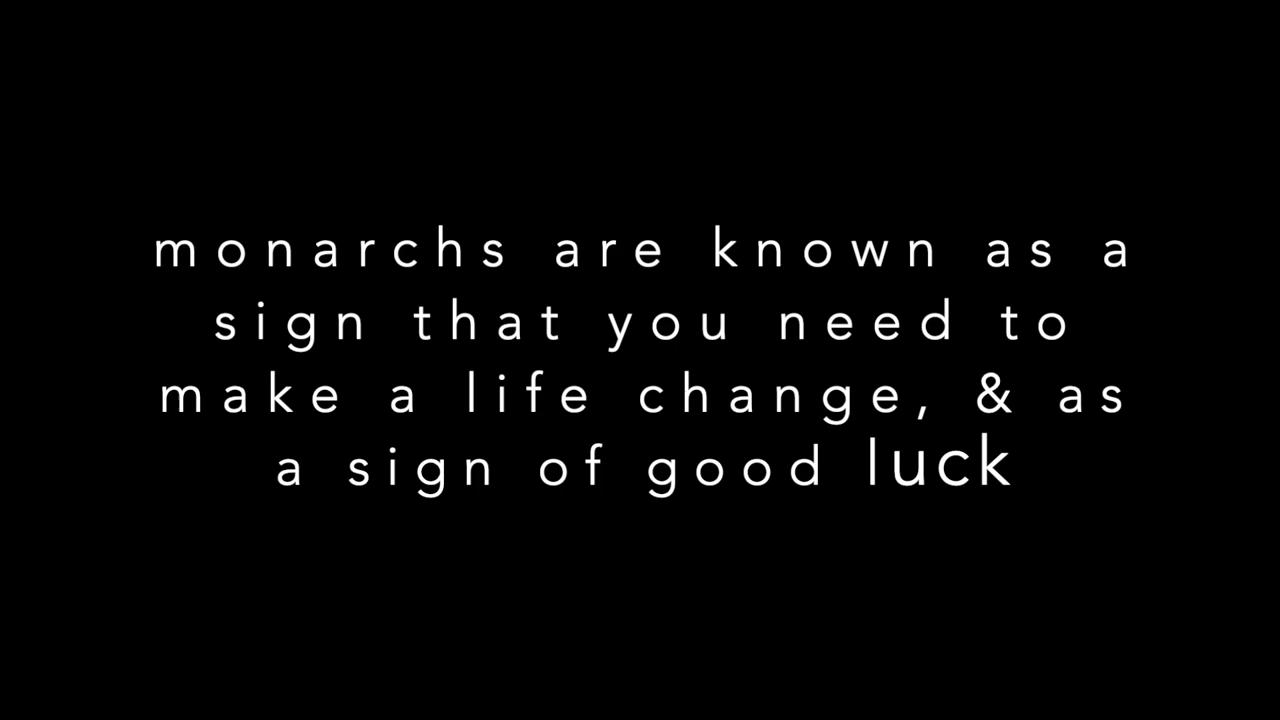 monarchs are known as a
sign that you need to
make a life change, & as
a sign of good luck